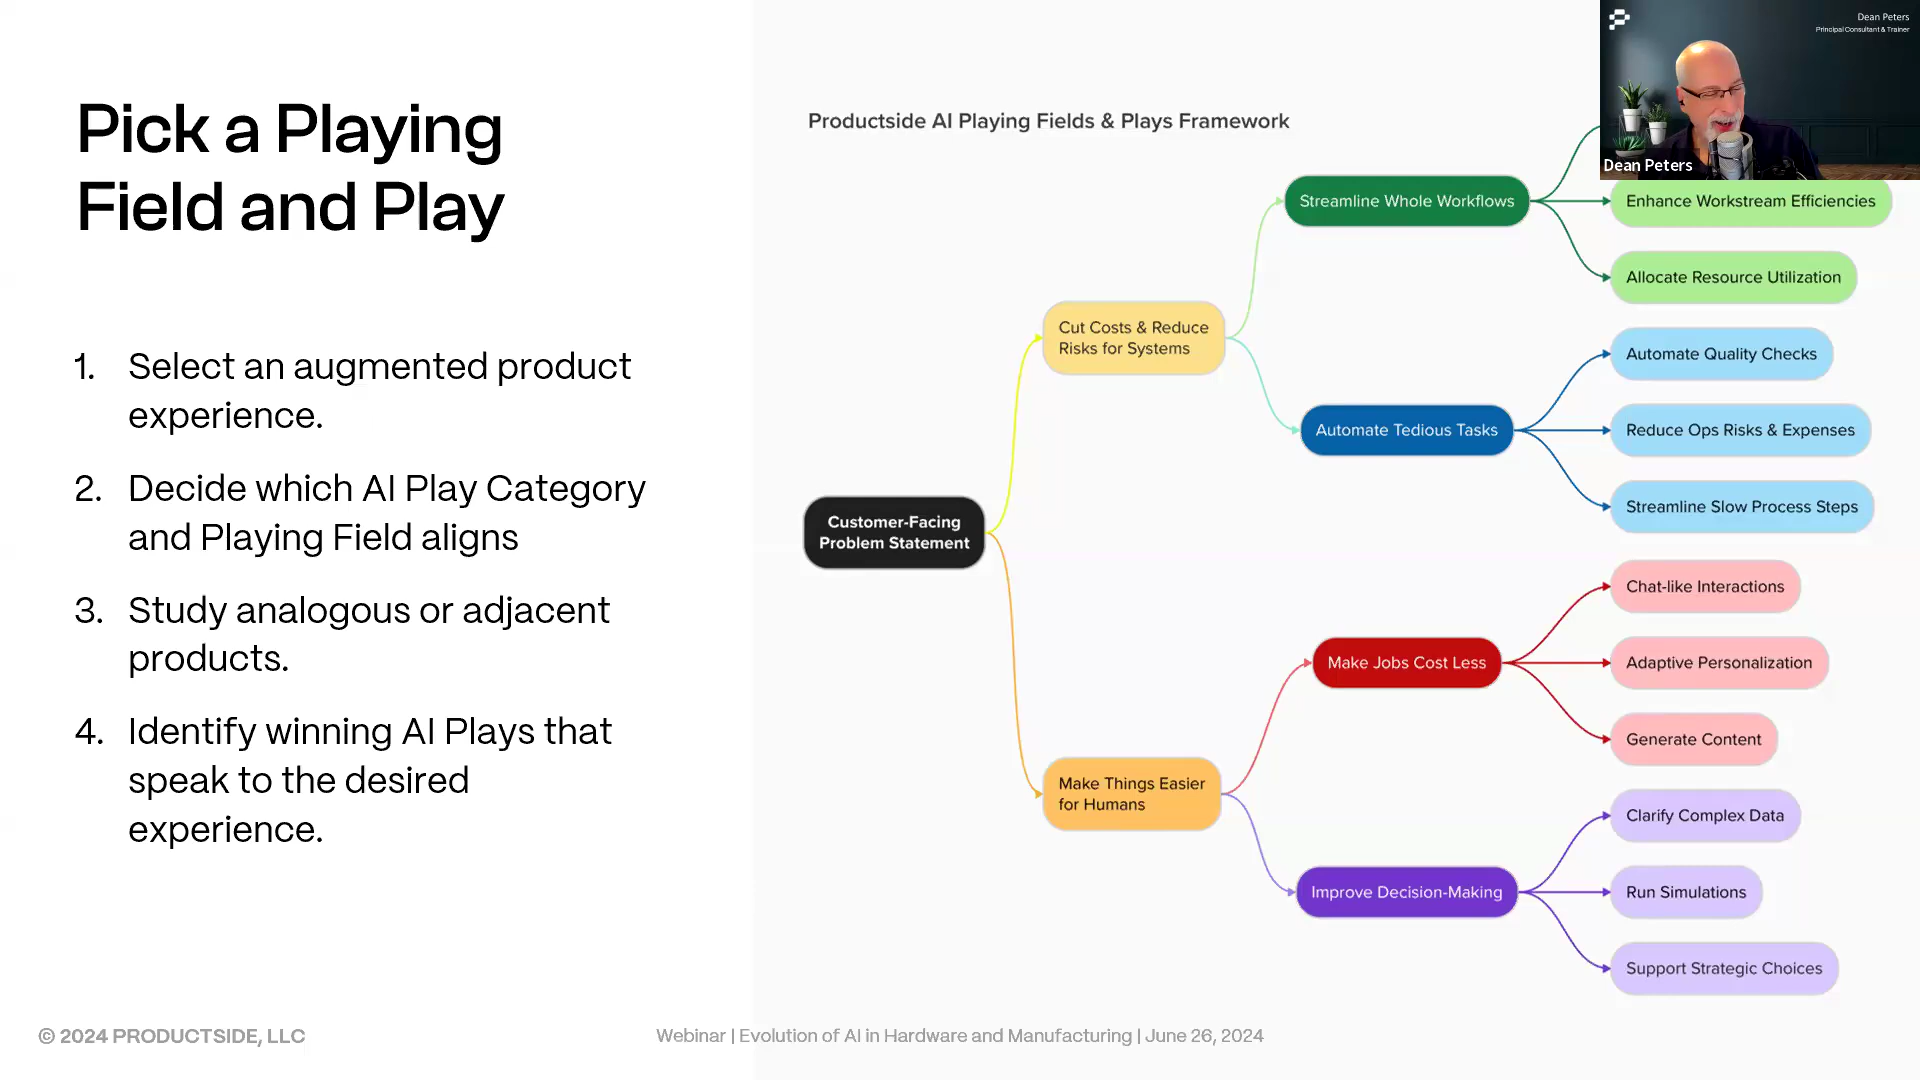 Pick a Playing
Field and Play
1. Select an augmented product
experience.
2. Decide which AI Play Category
and Playing Field aligns
3. Study analogous or adjacent
products.
4. Identify winning AI Plays that
speak to the desired
experience.
Productside AI Playing Fields & Plays Framework
Customer-Facing
Problem Statement
Cut Costs & Reduce
Risks for Systems
Streamline Whole Workflows
Enhance Workstream Efficiencies
Allocate Resource Utilization
Automate Tedious Tasks
Automate Quality Checks
Reduce Ops Risks & Expenses
Streamline Slow Process Steps
Make Things Easier
for Humans
Make Jobs Cost Less
Chat-like Interactions
Adaptive Personalization
Generate Content
Improve Decision-Making
Clarify Complex Data
Run Simulations
Support Strategic Choices
Dean Peters
Principal Consultant & Trainer
Dean Peters
© 2024 PRODUCTSIDE, LLC
Webinar | Evolution of AI in Hardware and Manufacturing | June 26, 2024